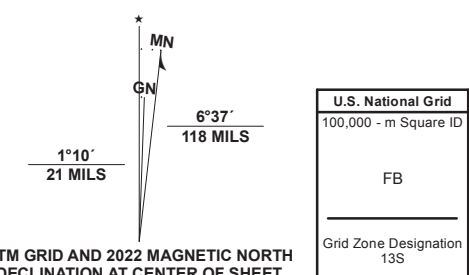 ★
MN
GN
6°37´
118 MILS
1°10´
21 MILS
TM GRID AND 2022 MAGNETIC NORTH
DECLINATION AT CENTER OF SHEET
U.S. National Grid
100,000 - m Square ID
FB
Grid Zone Designation
13S